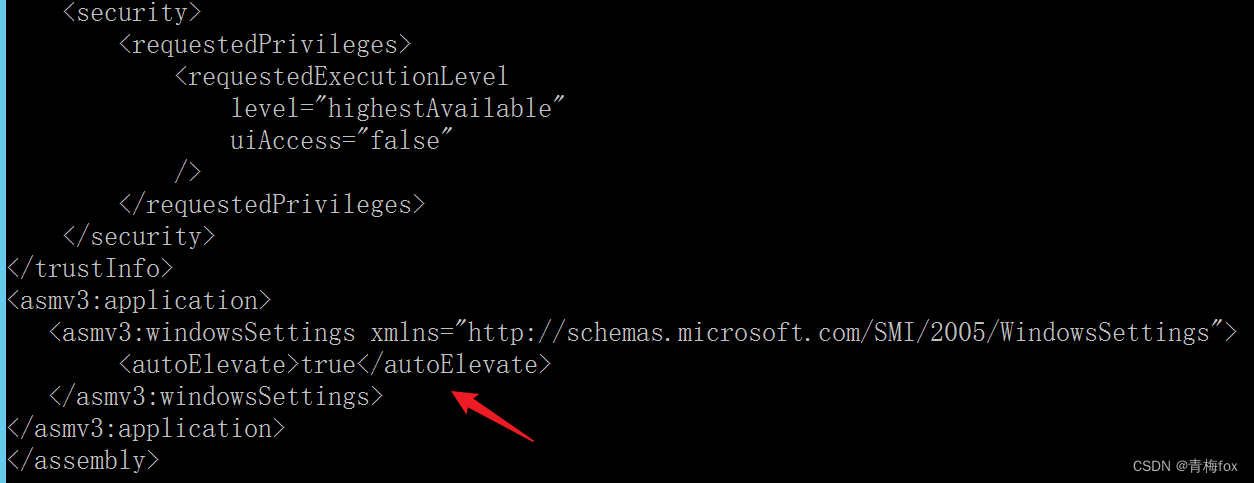 <security>
<requestedPrivileges>
<requestedExecutionLevel
level="highestAvailable"
uiAccess="false"
/>
</requestedPrivileges>
</security>
</trustInfo>
<asmv3:application>
<asmv3:windowsSettings xmlns="http://schemas.microsoft.com/SMI/2005/WindowsSettings">
<autoElevate>true</autoElevate>
</asmv3:windowsSettings>
</asmv3:application>
</assembly>
CSDN @青梅fox